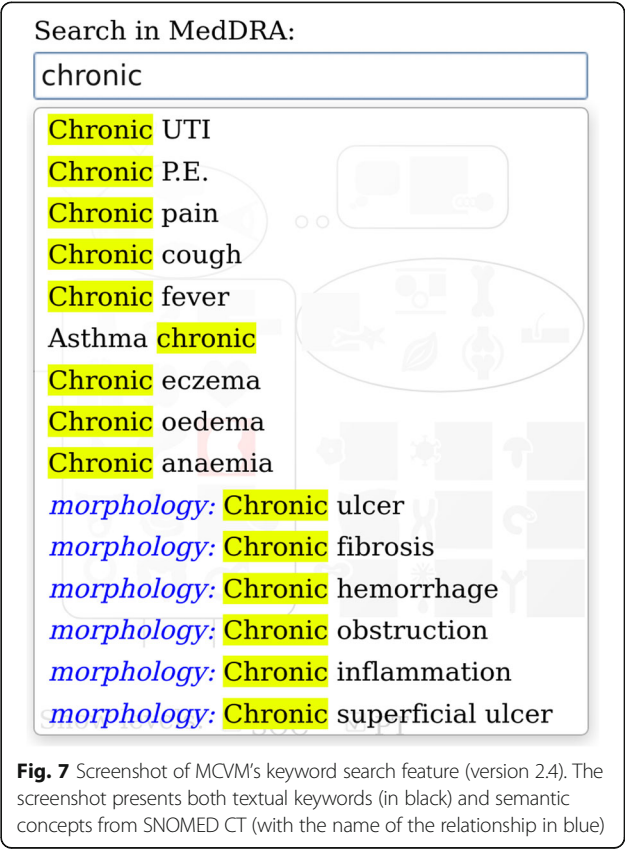 Search in MedDRA:
chronic
Chronic UTI
Chronic P.E.
Chronic pain
Chronic cough
Chronic fever
Asthma chronic
Chronic eczema
Chronic oedema
Chronic anaemia
morphology: Chronic ulcer
morphology: Chronic fibrosis
morphology: Chronic hemorrhage
morphology: Chronic obstruction
morphology: Chronic inflammation
morphology: Chronic superficial ulcer
Fig. 7 Screenshot of MCVM's keyword search feature (version 2.4). The
screenshot presents both textual keywords (in black) and semantic
concepts from SNOMED CT (with the name of the relationship in blue)